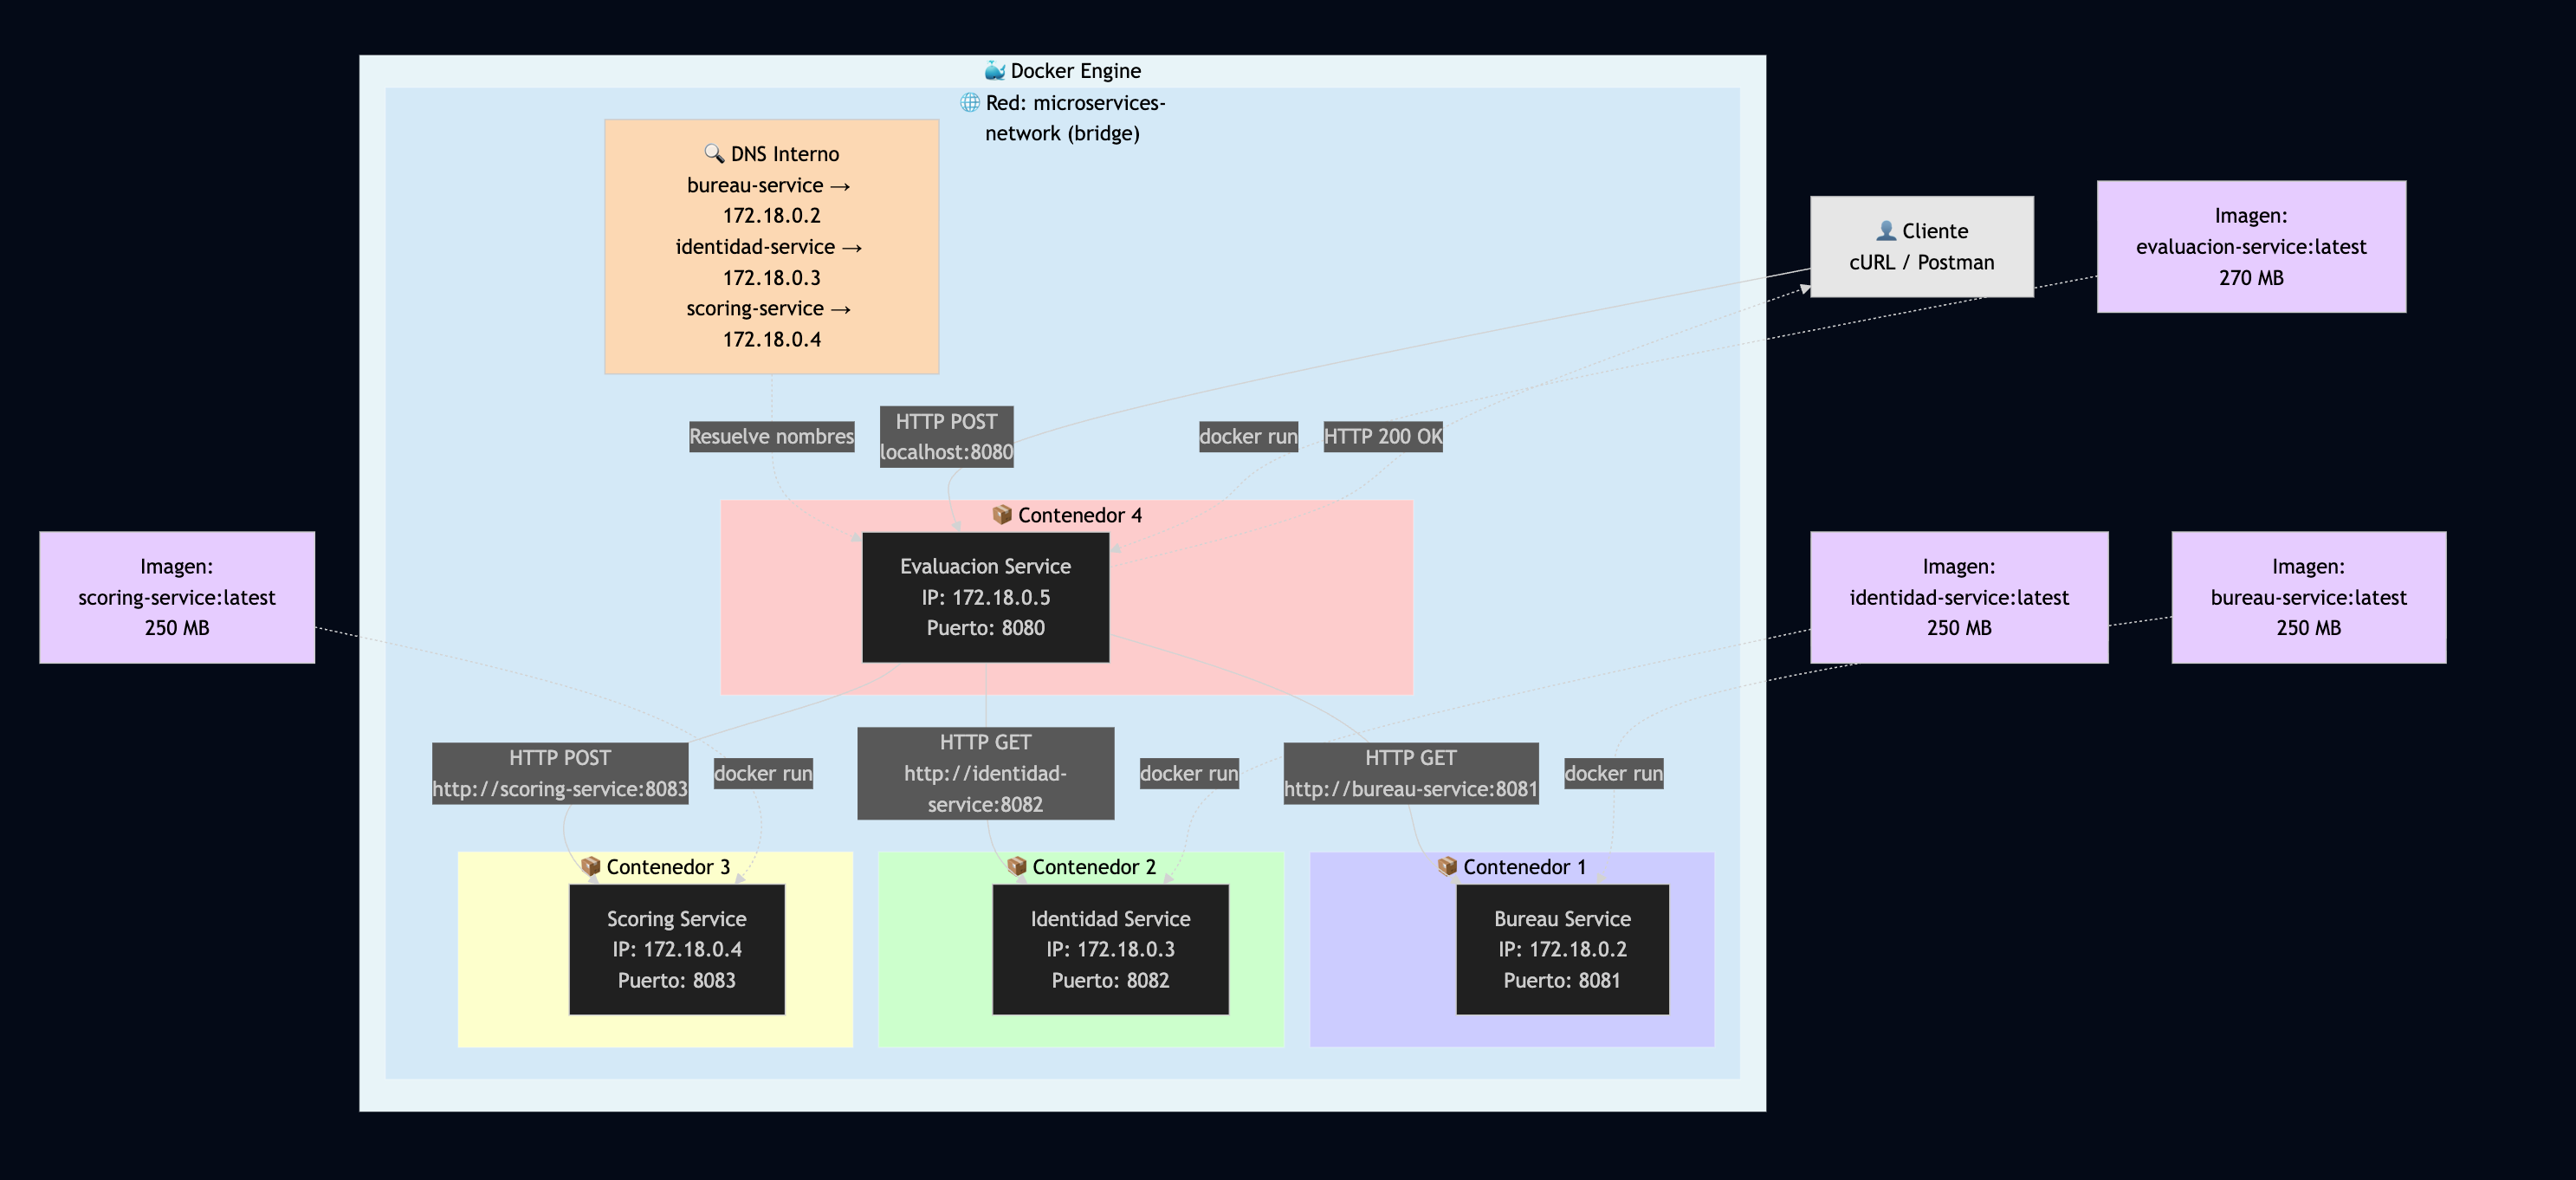 🐳 Docker Engine
🌐 Red: microservices-
network (bridge)
🔍 DNS Interno
bureau-service →
172.18.0.2
identidad-service →
172.18.0.3
scoring-service →
172.18.0.4
👤 Cliente
cURL / Postman
Imagen:
evaluacion-service:latest
270 MB
Resuelve nombres
HTTP POST
localhost:8080
docker run
HTTP 200 OK
📦 Contenedor 4
Evaluacion Service
IP: 172.18.0.5
Puerto: 8080
Imagen:
scoring-service:latest
250 MB
Imagen:
identidad-service:latest
250 MB
Imagen:
bureau-service:latest
250 MB
HTTP POST
http://scoring-service:8083
docker run
HTTP GET
http://identidad-
service:8082
docker run
HTTP GET
http://bureau-service:8081
docker run
📦 Contenedor 3
Scoring Service
IP: 172.18.0.4
Puerto: 8083
📦 Contenedor 2
Identidad Service
IP: 172.18.0.3
Puerto: 8082
📦 Contenedor 1
Bureau Service
IP: 172.18.0.2
Puerto: 8081